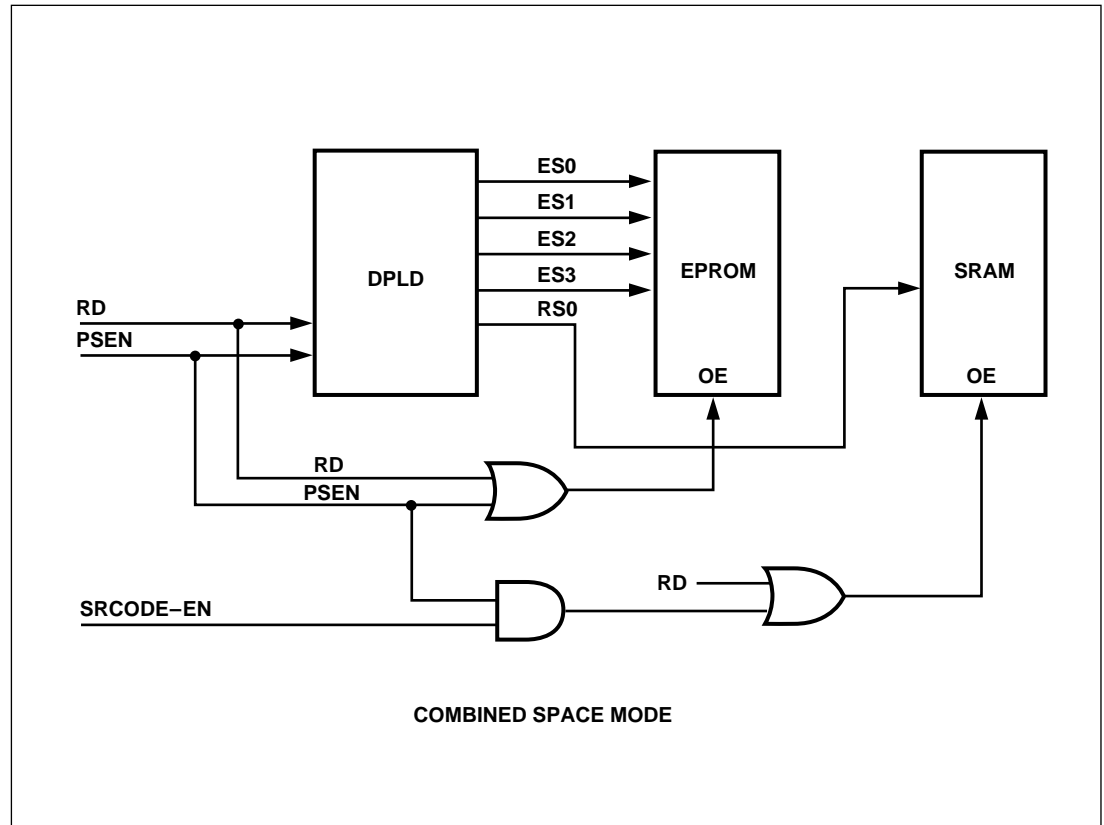 ES0
ES1
ES2
ES3
RS0
DPLD
EPROM
OE
SRAM
OE
RD
PSEN
RD
PSEN
RD
SRCODE–EN
COMBINED SPACE MODE